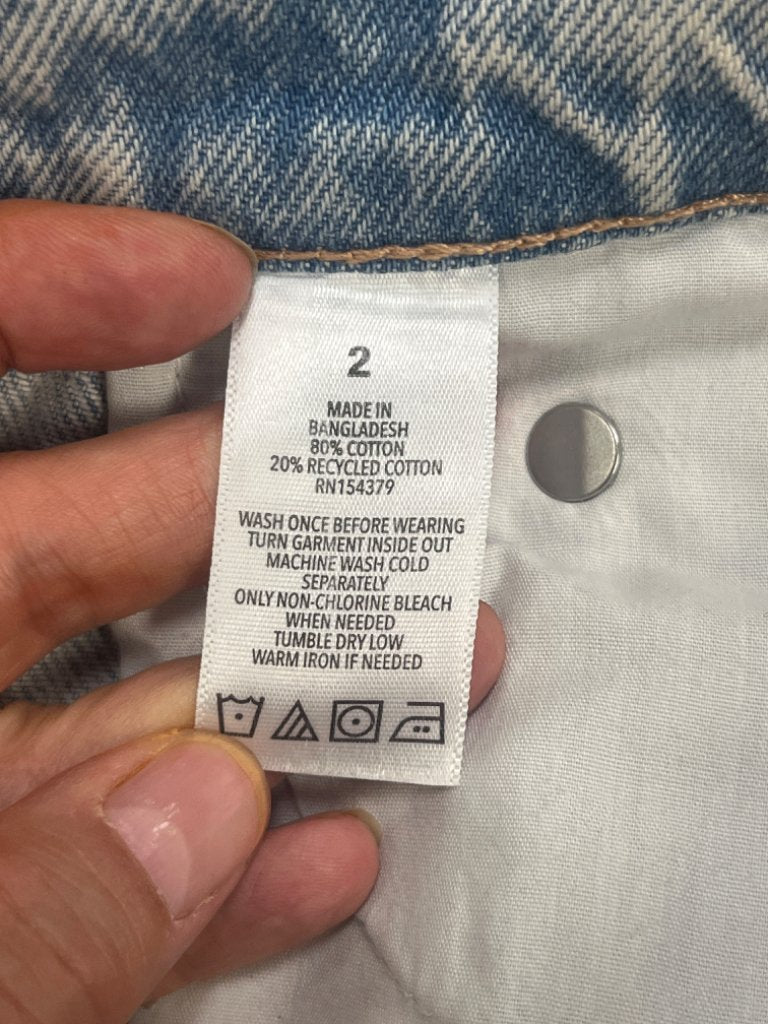 2
MADE IN
BANGLADESH
80% COTTON
20% RECYCLED COTTON
RN154379
WASH ONCE BEFORE WEARING
TURN GARMENT INSIDE OUT
MACHINE WASH COLD
SEPARATELY
ONLY NON-CHLORINE BLEACH
WHEN NEEDED
TUMBLE DRY LOW
WARM IRON IF NEEDED